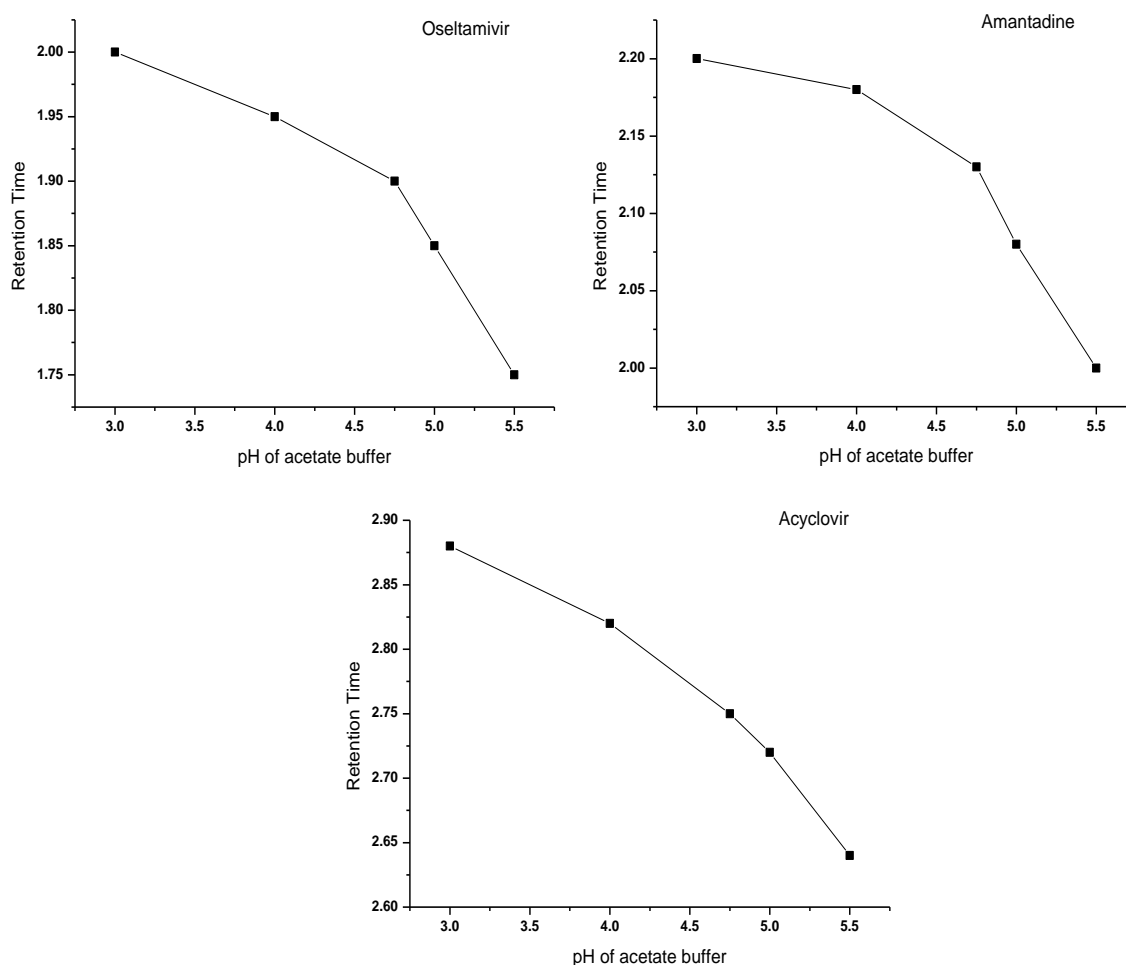 Oseltamivir
2.00
1.95
1.90
1.85
1.80
1.75
Retention Time
3.0 3.5 4.0 4.5 5.0 5.5
pH of acetate buffer
Amantadine
2.20
2.15
2.10
2.05
2.00
Retention Time
3.0 3.5 4.0 4.5 5.0 5.5
pH of acetate buffer
Acyclovir
2.90
2.85
2.80
2.75
2.70
2.65
2.60
Retention Time
3.0 3.5 4.0 4.5 5.0 5.5
pH of acetate buffer